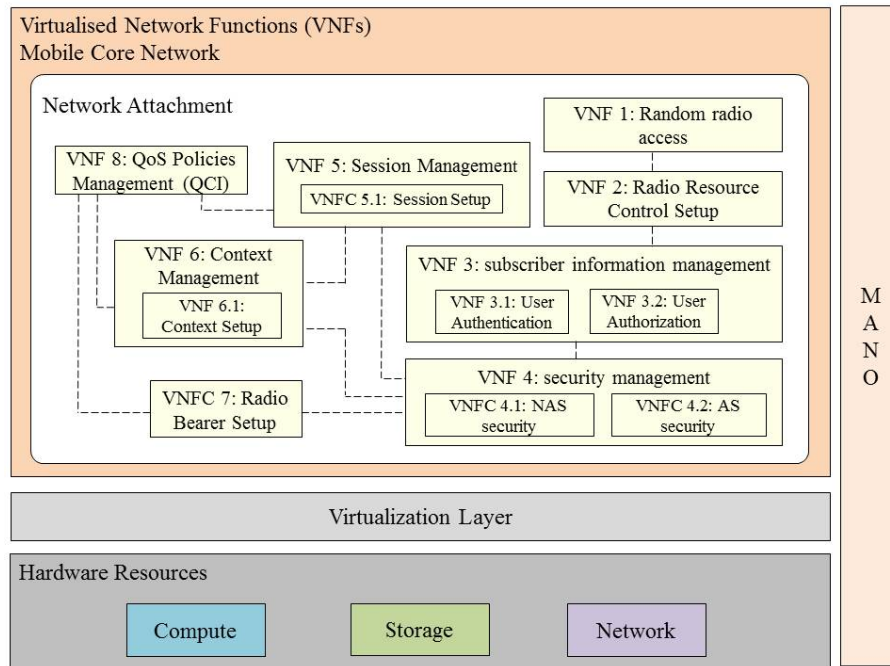 Virtualised Network Functions (VNFs)
Mobile Core Network
Network Attachment
VNF 8: QoS Policies
Management (QCI)
VNF 5: Session Management
VNFC 5.1: Session Setup
VNF 1: Random radio
access
VNF 2: Radio Resource
Control Setup
VNF 6: Context
Management
VNF 6.1:
Context Setup
VNF 3: subscriber information management
VNF 3.1: User
Authentication
VNF 3.2: User
Authorization
VNFC 7: Radio
Bearer Setup
VNF 4: security management
VNFC 4.1: NAS
security
VNFC 4.2: AS
security
Virtualization Layer
Hardware Resources
Compute
Storage
Network
M
A
N
O